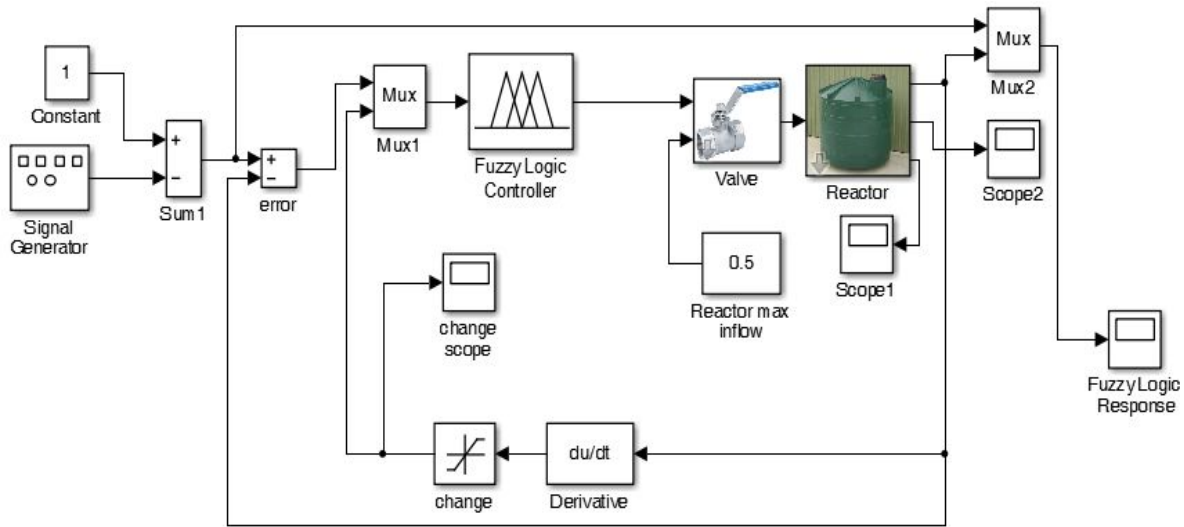 1
Constant
Signal
Generator
+
−
Sum1
+
−
error
Mux
Mux1
Fuzzy Logic
Controller
Valve
Reactor
Mux
Mux2
Scope2
Scope1
0.5
Reactor max
inflow
change
scope
Fuzzy Logic
Response
change
du/dt
Derivative